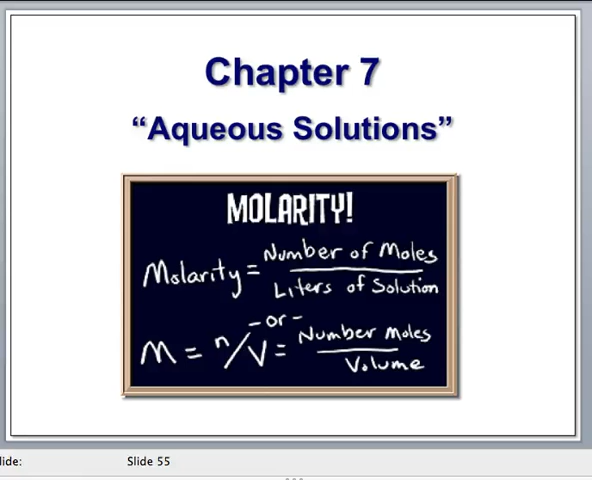 Chapter 7
“Aqueous Solutions”
MOLARITY!
Molarity = Number of Moles
Liters of Solution
- or -
M = n/V = Number Moles
Volume
lide:
Slide 55